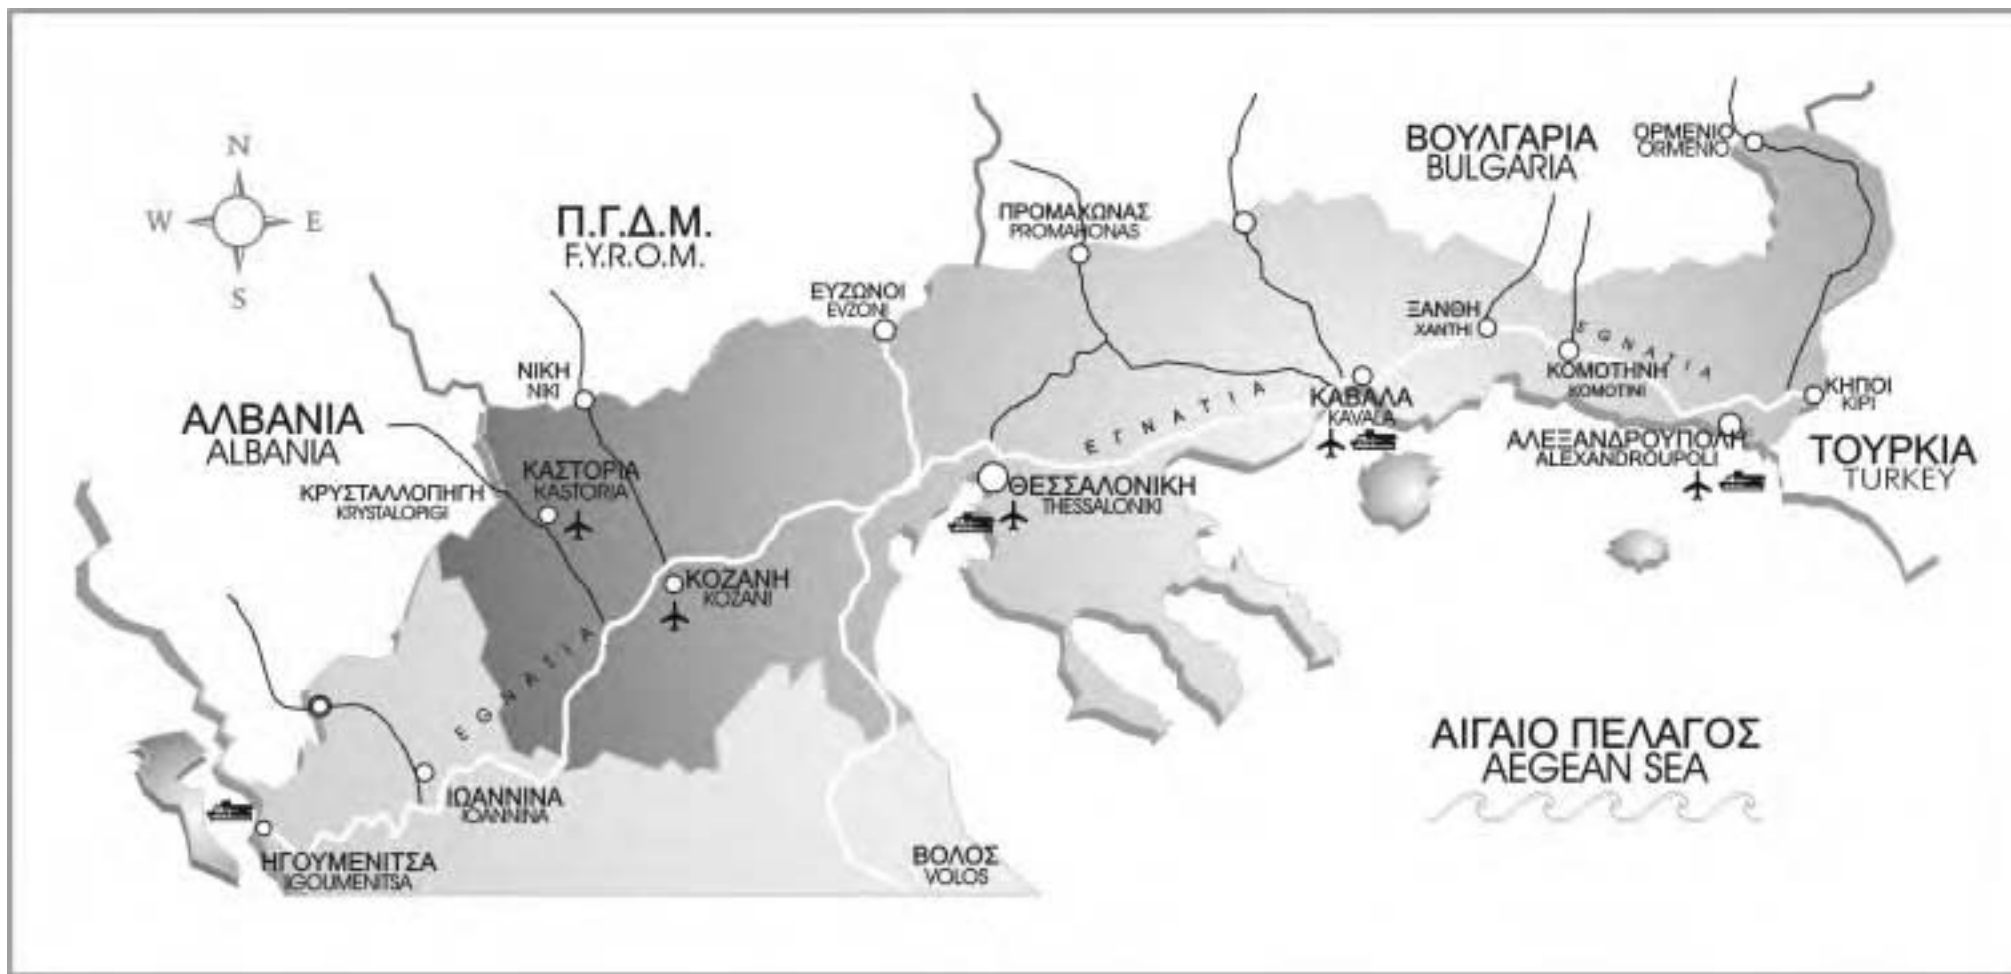 N
W
E
S
Π.Γ.Δ.Μ.
F.Y.R.O.M.
ΒΟΥΛΓΑΡΙΑ
BULGARIA
ΟΡΜΕΝΙΟ
ORMENIO
ΠΡΟΜΑΧΩΝΑΣ
PROMAHONAS
ΕΥΖΩΝΟΙ
EVZONI
ΞΑΝΘΗ
XANTHI
EGNATIA
ΝΙΚΗ
NIKI
ΚΟΜΟΤΗΝΗ
KOMOTINI
ΚΗΠΟΙ
KIPI
ΑΛΒΑΝΙΑ
ALBANIA
ΕΓΝΑΤΙΑ
ΚΑΒΑΛΑ
KAVALA
ΑΛΕΞΑΝΔΡΟΥΠΟΛΗ
ALEXANDROUPOLI
ΤΟΥΡΚΙΑ
TURKEY
ΚΑΣΤΟΡΙΑ
KASTORIA
ΚΡΥΣΤΑΛΛΟΠΗΓΗ
KRYSTALOPIGI
ΘΕΣΣΑΛΟΝΙΚΗ
THESSALONIKI
ΚΟΖΑΝΗ
KOZANI
ΑΙΓΑΙΟ ΠΕΛΑΓΟΣ
AEGEAN SEA
ΙΩΑΝΝΙΝΑ
IOANNINA
ΗΓΟΥΜΕΝΙΤΣΑ
IGOUMENITSA
ΒΟΛΟΣ
VOLOS